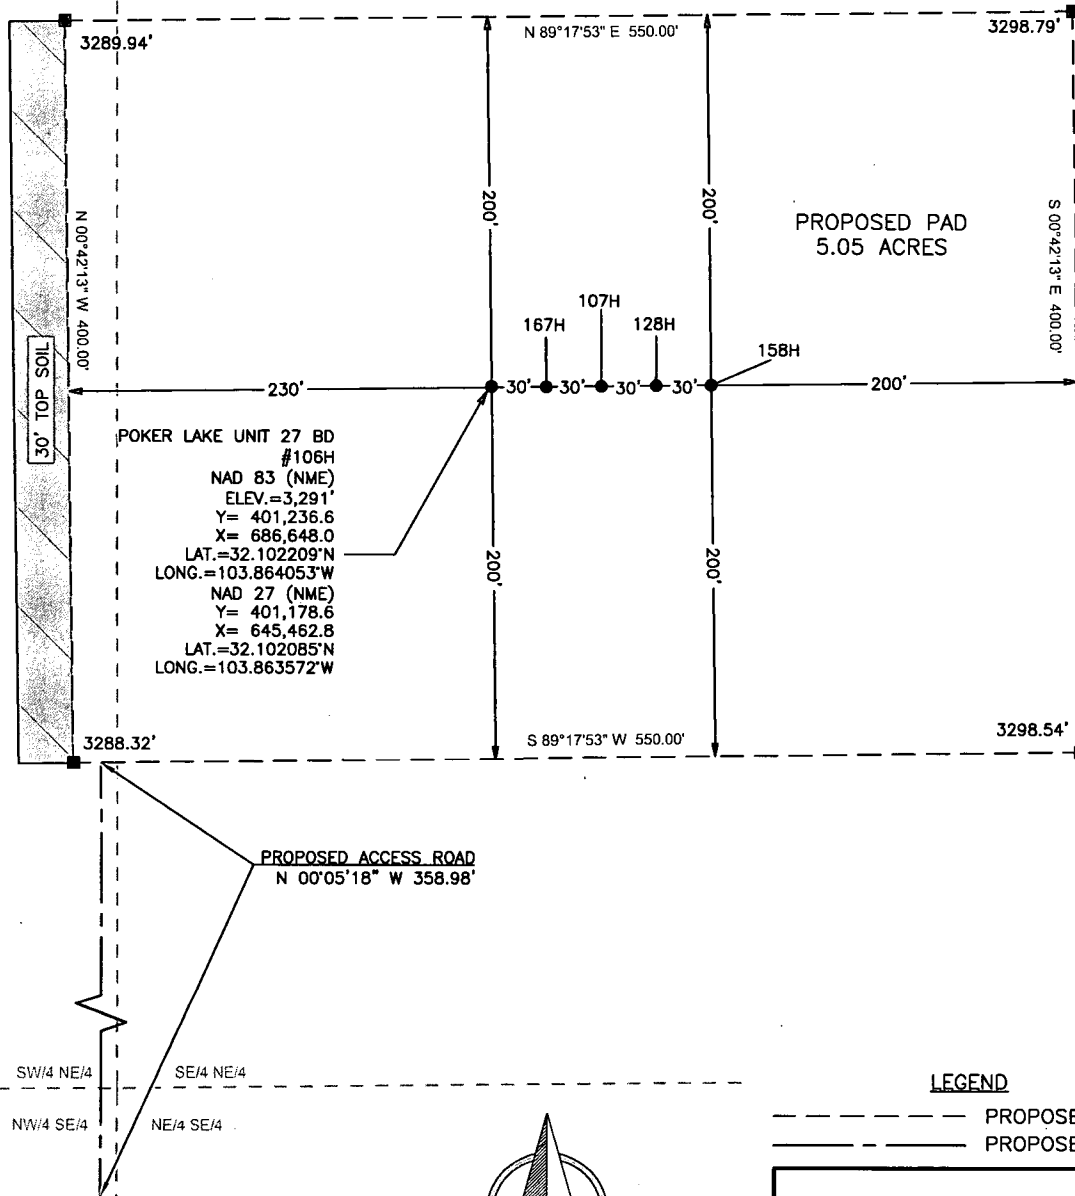 3289.94'
N 89°17'53" E 550.00'
3298.79'
N 00°42'13" W 400.00'
200'
200'
PROPOSED PAD
5.05 ACRES
S 00°42'13" E 400.00'
30' TOP SOIL
167H
107H
128H
158H
230'
30'
30'
30'
30'
200'
POKER LAKE UNIT 27 BD
#106H
NAD 83 (NME)
ELEV.=3,291'
Y= 401,236.6
X= 686,648.0
LAT.=32.102209°N
LONG.=103.864053°W
NAD 27 (NME)
Y= 401,178.6
X= 645,462.8
LAT.=32.102085°N
LONG.=103.863572°W
200'
200'
3288.32'
S 89°17'53" W 550.00'
3298.54'
PROPOSED ACCESS ROAD
N 00°05'18" W 358.98'
SW/4 NE/4
SE/4 NE/4
NW/4 SE/4
NE/4 SE/4
LEGEND
PROPOSE
PROPOSE